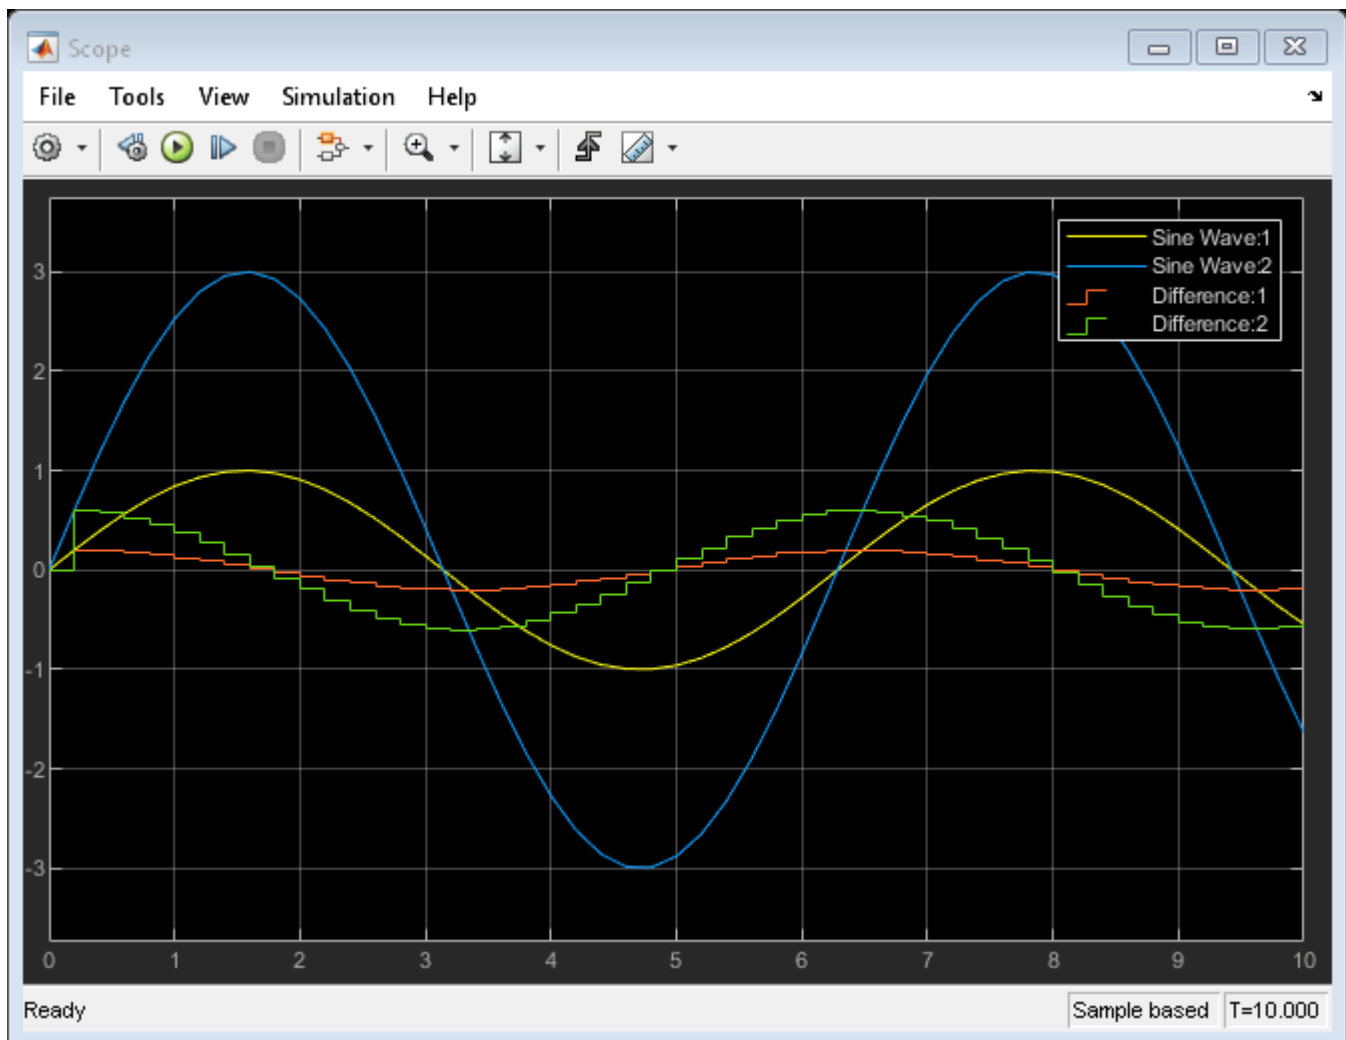 Scope
File Tools View Simulation Help
Sine Wave:1
Sine Wave:2
Difference:1
Difference:2
3
2
1
0
-1
-2
-3
0 1 2 3 4 5 6 7 8 9 10
Ready Sample based T=10.000